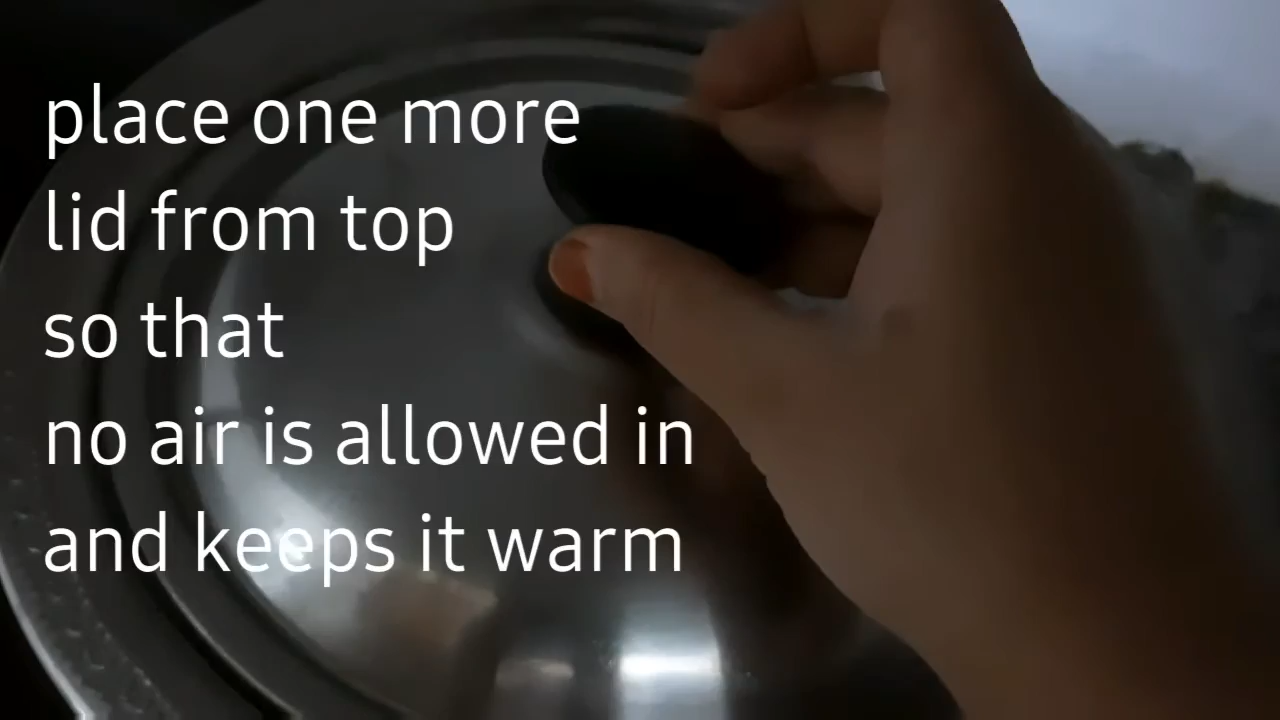 place one more
lid from top
so that
no air is allowed in
and keeps it warm